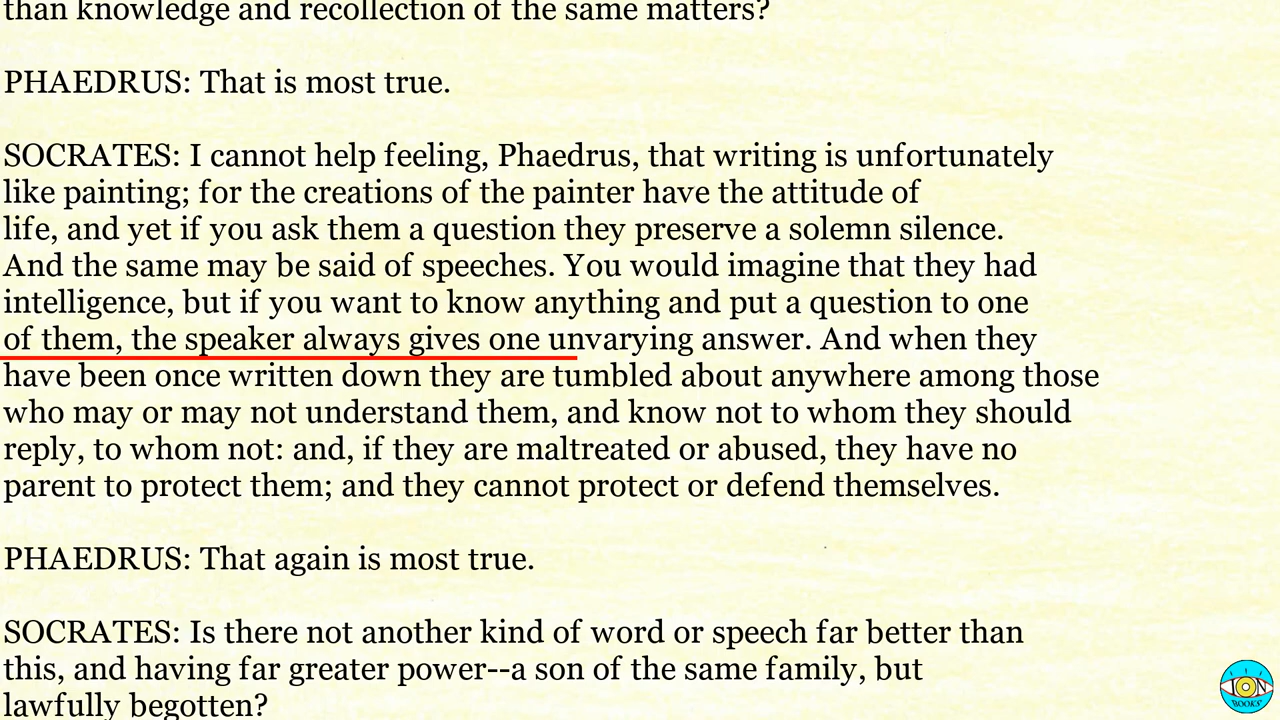 than knowledge and recollection of the same matters?
PHAEDRUS: That is most true.
SOCRATES: I cannot help feeling, Phaedrus, that writing is unfortunately
like painting; for the creations of the painter have the attitude of
life, and yet if you ask them a question they preserve a solemn silence.
And the same may be said of speeches. You would imagine that they had
intelligence, but if you want to know anything and put a question to one
of them, the speaker always gives one unvarying answer. And when they
have been once written down they are tumbled about anywhere among those
who may or may not understand them, and know not to whom they should
reply, to whom not: and, if they are maltreated or abused, they have no
parent to protect them; and they cannot protect or defend themselves.
PHAEDRUS: That again is most true.
SOCRATES: Is there not another kind of word or speech far better than
this, and having far greater power--a son of the same family, but
lawfully begotten?
ION
BOOKS